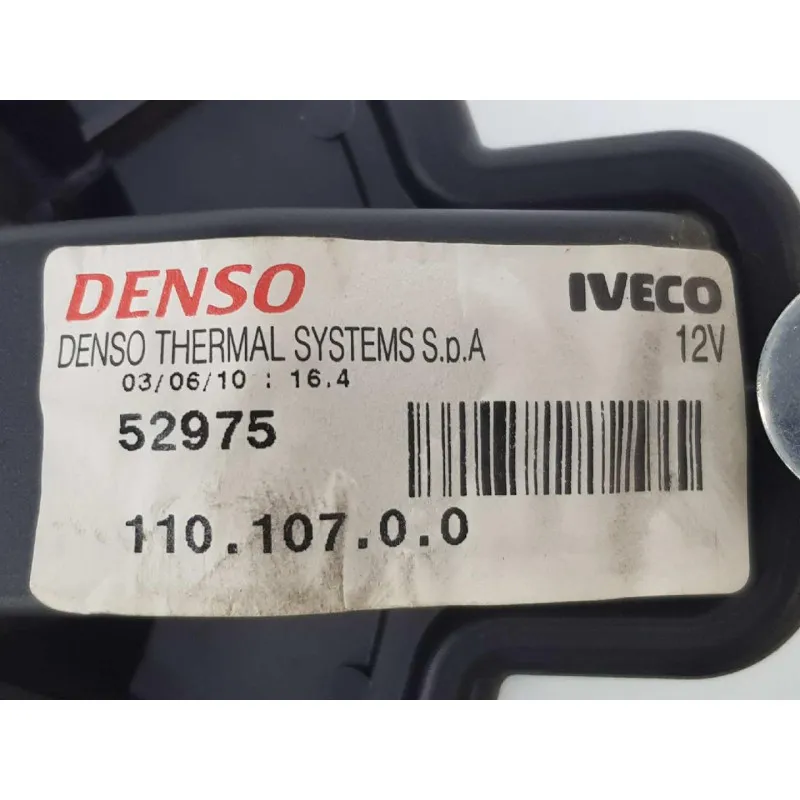 DENSO IVECO
DENSO THERMAL SYSTEMS S.p.A 12V
03/06/10 : 16.4
52975
110.107.0.0